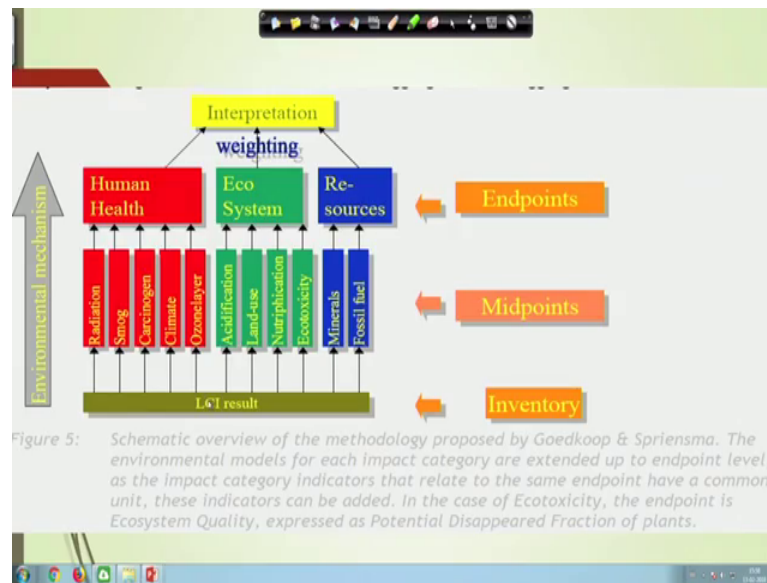 Interpretation
weighting
Human
Health
Eco
System
Re-
sources
Endpoints
Environmental mechanism
Radiation
Smog
Carcinogen
Climate
Ozonelayer
Acidification
Land-use
Nutriphication
Ecotoxicity
Minerals
Fossil fuel
Midpoints
LCI result
Inventory
Figure 5: Schematic overview of the methodology proposed by Goedkoop & Spriensma. The
environmental models for each impact category are extended up to endpoint level
as the impact category indicators that relate to the same endpoint have a common
unit, these indicators can be added. In the case of Ecotoxicity, the endpoint is
Ecosystem Quality, expressed as Potential Disappeared Fraction of plants.